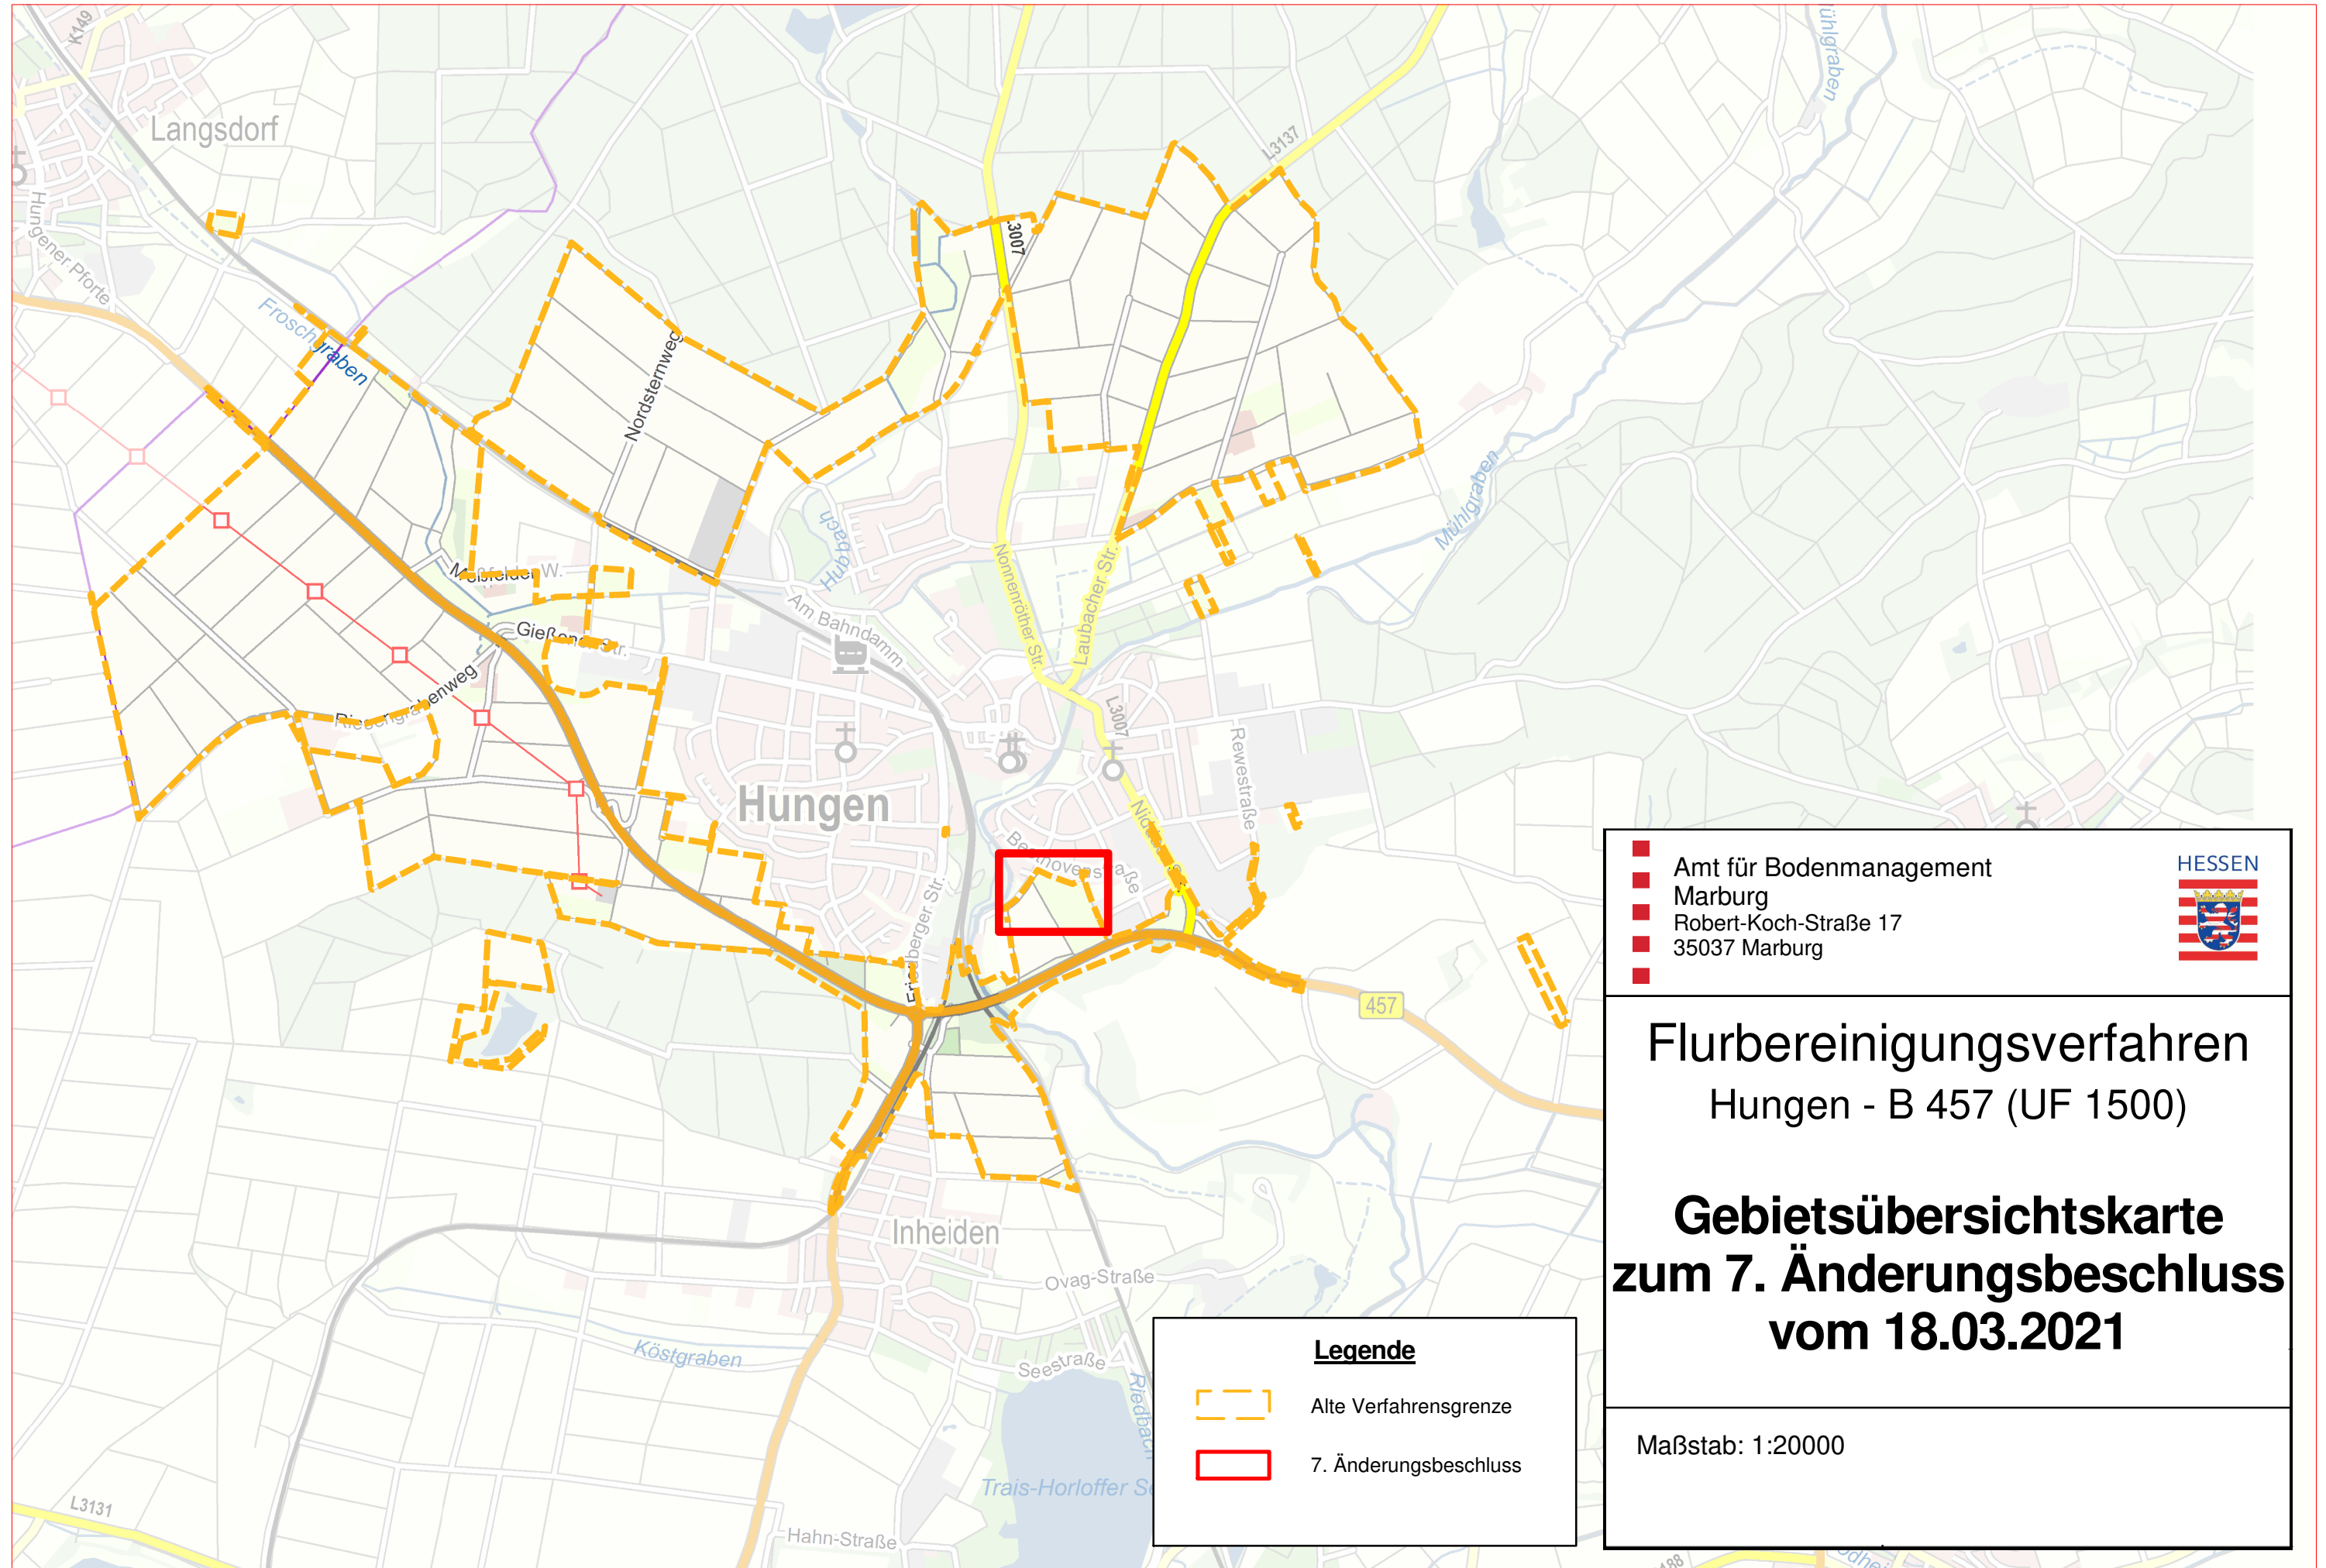 K149
Langsdorf
Hungener Pforte
Froschgraben
L3137
L3007
Mühlgraben
Nordsternweg
Hubbach
Nonnenröther Str.
Laubacher Str.
Am Bahndamm
Gießener Str.
Riesengrabenweg
L3007
Rewestraße
Hungen
Beethovenstraße
Friedberger Str.
457
Inheiden
Ovag-Straße
Köstgraben
Seestraße
Hahn-Straße
L3131
Amt für Bodenmanagement
Marburg
Robert-Koch-Straße 17
35037 Marburg
HESSEN
Flurbereinigungsverfahren
Hungen - B 457 (UF 1500)
Gebietsübersichtskarte
zum 7. Änderungsbeschluss
vom 18.03.2021
Maßstab: 1:20000
Legende
Alte Verfahrensgrenze
7. Änderungsbeschluss
Trais-Horloffer